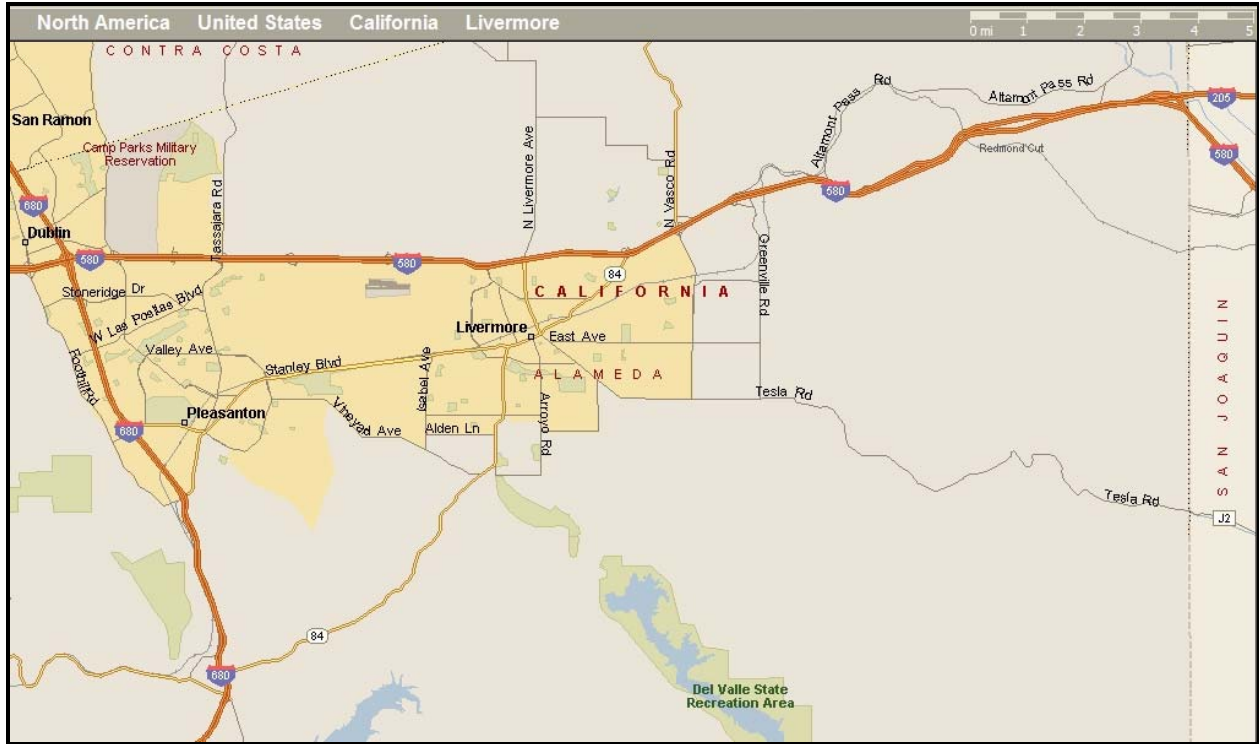 North America United States California Livermore
0 mi 1 2 3 4 5
CONTRA COSTA
San Ramon
Camp Parks Military
Reservation
Tassajara Rd
N Livermore Ave
N Vasco Rd
Altamont Pass Rd
Altamont Pass Rd
205
Redmond Cut
580
580
680
Dublin
580
580
84
Greenville Rd
Stoneridge Dr
W Las Positas Blvd
CALIFORNIA
Livermore
East Ave
Valley Ave
Foothill Rd
Stanley Blvd
Isabel Ave
ALAMEDA
SAN JOAQUIN
Tesla Rd
Pleasanton
680
Vineyad Ave
Alden Ln
Arroyo Rd
Tesla Rd
J2
84
680
Del Valle State
Recreation Area